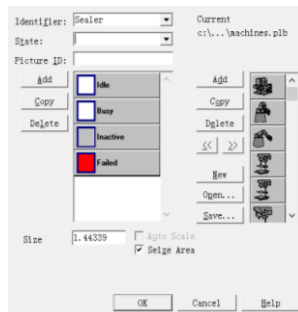 Identifier: Sealer
State:
Picture ID:
Current
c:\...\machines.plb
Add
Copy
Delete
Idle
Busy
Inactive
Failed
Add
Copy
Delete
<< >>
New
Open...
Save...
Size 1.44339
Auto Scale
Seize Area
OK Cancel Help